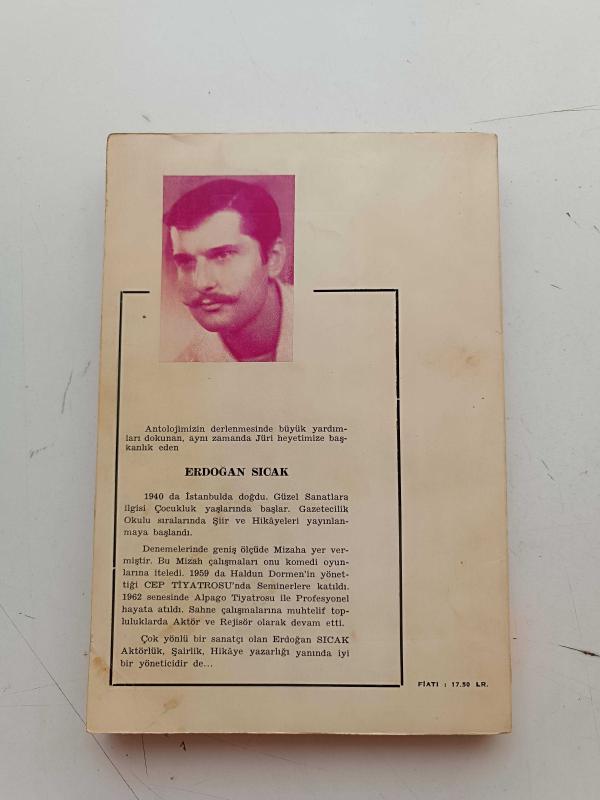 Antolojimizin derlenmesinde büyük yardım-
ları dokunan, aynı zamanda Jüri heyetimize baş-
kanlık eden
ERDOĞAN SICAK
1940 da İstanbulda doğdu. Güzel Sanatlara
ilgisi Çocukluk yaşlarında başlar. Gazetecilik
Okulu sıralarında Şiir ve Hikâyeleri yayınlan-
maya başlandı.
Denemelerinde geniş ölçüde Mizaha yer ver-
miştir. Bu Mizah çalışmaları onu komedi oyun-
larına iteledi. 1959 da Haldun Dormen'in yönet-
tiği CEP TİYATROSU'nda Seminerlere katıldı.
1962 senesinde Alpago Tiyatrosu ile Profesyonel
hayata atıldı. Sahne çalışmalarına muhtelif top-
luluklarda Aktör ve Rejisör olarak devam etti.
Çok yönlü bir sanatçı olan Erdoğan SICAK
Aktörlük, Şairlik, Hikâye yazarlığı yanında iyi
bir yöneticidir de...
FİATI : 17.50 LR.